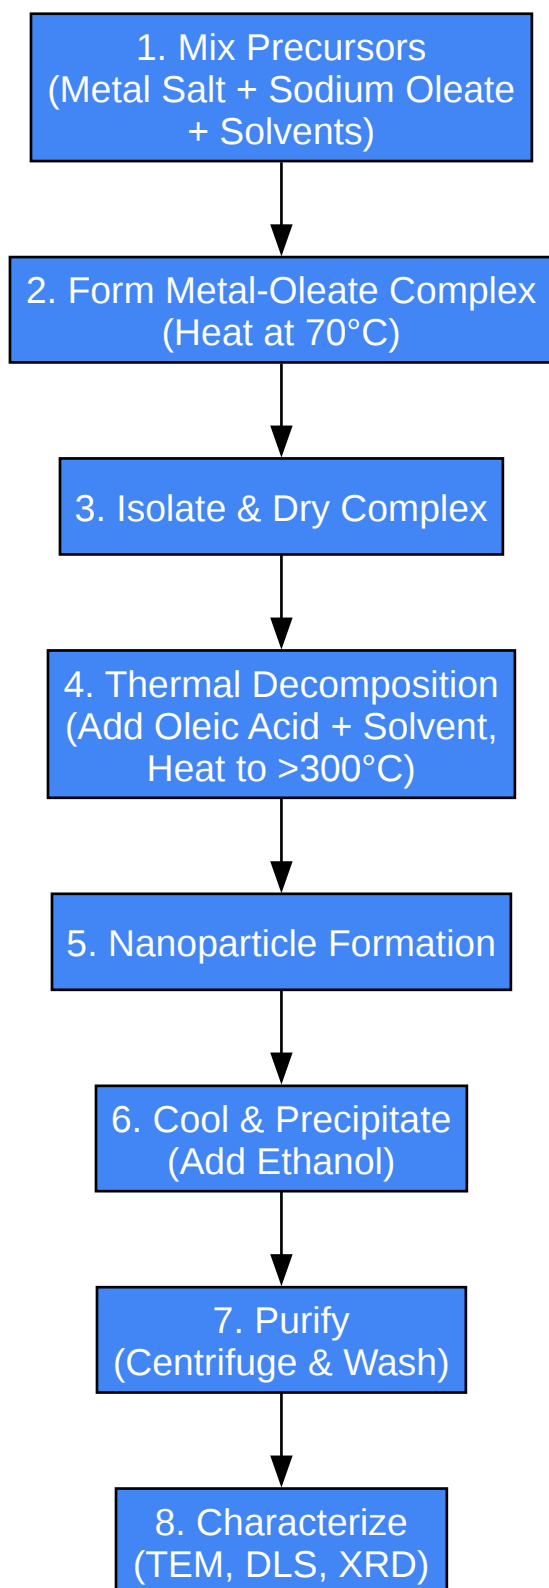 1. Mix Precursors
(Metal Salt + Sodium Oleate
+ Solvents)
2. Form Metal-Oleate Complex
(Heat at 70°C)
3. Isolate & Dry Complex
4. Thermal Decomposition
(Add Oleic Acid + Solvent,
Heat to >300°C)
5. Nanoparticle Formation
6. Cool & Precipitate
(Add Ethanol)
7. Purify
(Centrifuge & Wash)
8. Characterize
(TEM, DLS, XRD)